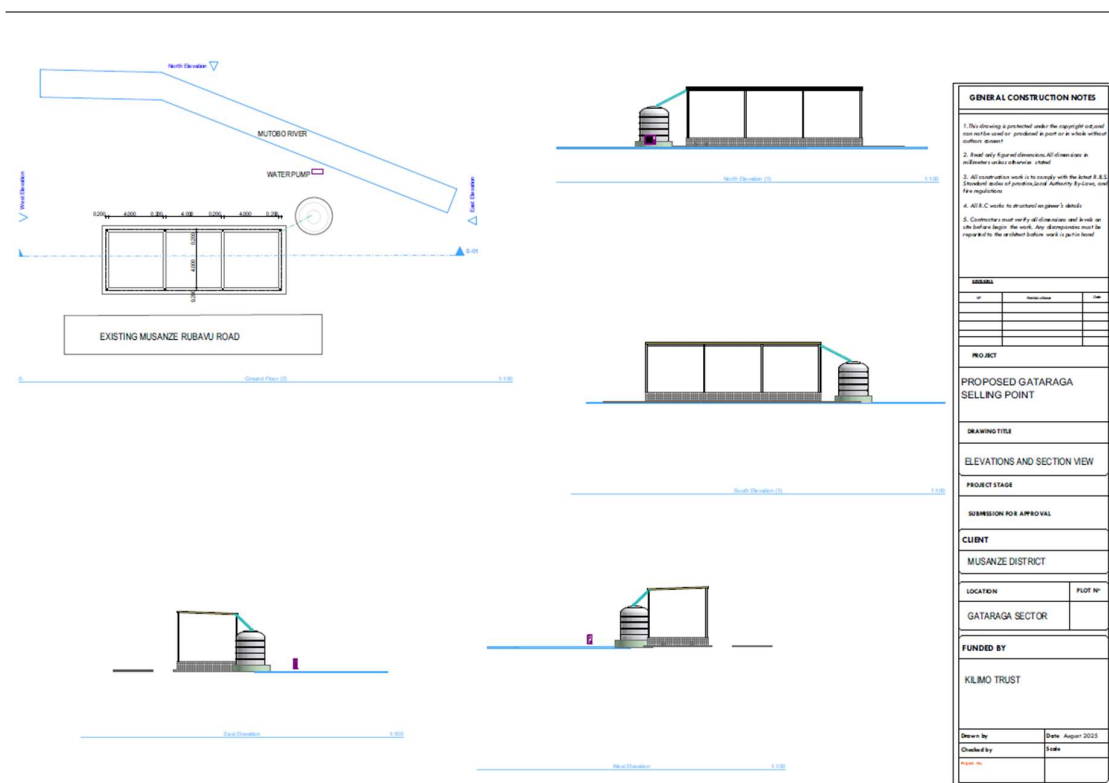 North Elevation
MUTOBO RIVER
WATER PUMP
West Elevation
East Elevation
0.200 4.000 0.200 4.000 0.200 4.000 0.200
0.200
4.000
0.200
S-01
EXISTING MUSANZE RUBAVU ROAD
0. Ground Floor (2) 1:100
North Elevation (1) 1:100
South Elevation (1) 1:100
East Elevation 1:100
West Elevation 1:100
GENERAL CONSTRUCTION NOTES
1. This drawing is protected under the copyright act,and
can not be used or produced in part or in whole without
authors consent
2. Read only figured dimensions.All dimensions in
millimeters unless otherwise stated
3. All construction work is to comply with the latest R.B.S.
Standard codes of practice,local Authority By-Laws, and
fire regulations
4. All R.C works to structural engineer's details
5. Contractors must verify all dimensions and levels on
site before begin the work. Any discrepancies must be
reported to the architect before work is put in hand
REVISIONS
Nº Date
PROJECT
PROPOSED GATARAGA
SELLING POINT
DRAWING TITLE
ELEVATIONS AND SECTION VIEW
PROJECT STAGE
SUBMISSION FOR APPROVAL
CLIENT
MUSANZE DISTRICT
LOCATION PLOT Nº
GATARAGA SECTOR
FUNDED BY
KILIMO TRUST
Drawn by Date August 2025
Checked by Scale
Project No.